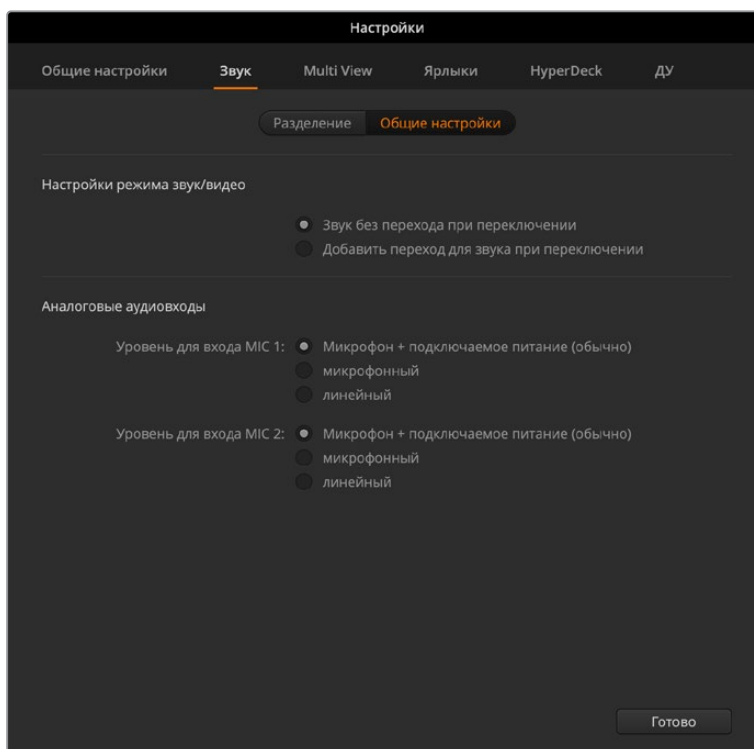 Настройки
Общие настройки Звук Multi View Ярлыки HyperDeck ДУ
Разделение Общие настройки
Настройки режима звук/видео
Звук без перехода при переключении
Добавить переход для звука при переключении
Аналоговые аудиовходы
Уровень для входа MIC 1: Микрофон + подключаемое питание (обычно)
микрофонный
линейный
Уровень для входа MIC 2: Микрофон + подключаемое питание (обычно)
микрофонный
линейный
Готово